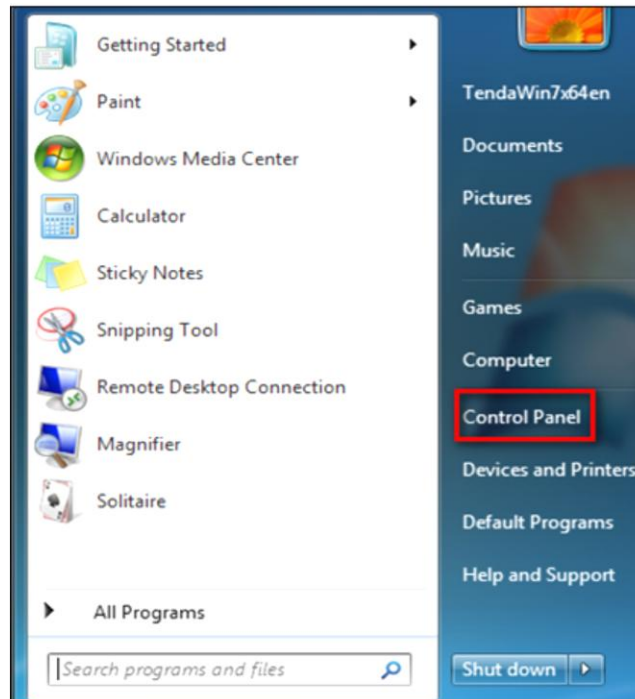 Getting Started
Paint
Windows Media Center
Calculator
Sticky Notes
Snipping Tool
Remote Desktop Connection
Magnifier
Solitaire
All Programs
Search programs and files
TendaWin7x64en
Documents
Pictures
Music
Games
Computer
Control Panel
Devices and Printers
Default Programs
Help and Support
Shut down